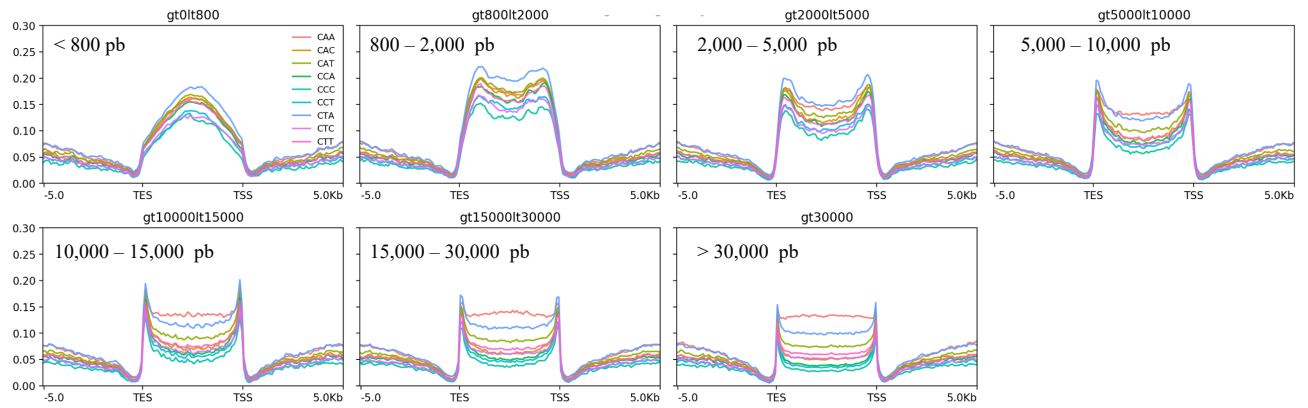 gt0lt800
gt800lt2000
gt2000lt5000
gt5000lt10000
0.30
0.25
0.20
0.15
0.10
0.05
0.00
< 800 pb
CAA
CAC
CAT
CCA
CCC
CCT
CTA
CTC
CTT
800 – 2,000 pb
2,000 – 5,000 pb
5,000 – 10,000 pb
-5.0 TES TSS 5.0Kb
-5.0 TES TSS 5.0Kb
-5.0 TES TSS 5.0Kb
-5.0 TES TSS 5.0Kb
gt10000lt15000
gt15000lt30000
gt30000
0.30
0.25
0.20
0.15
0.10
0.05
0.00
10,000 – 15,000 pb
15,000 – 30,000 pb
> 30,000 pb
-5.0 TES TSS 5.0Kb
-5.0 TES TSS 5.0Kb
-5.0 TES TSS 5.0Kb